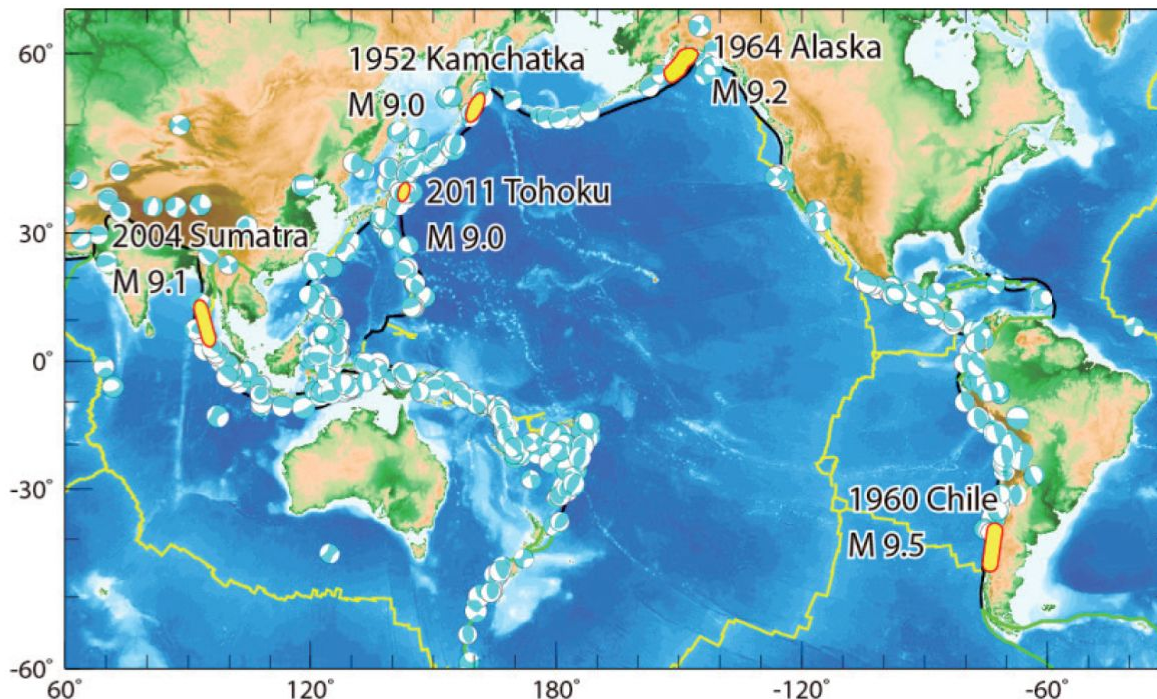 1952 Kamchatka
M 9.0
1964 Alaska
M 9.2
2011 Tohoku
M 9.0
2004 Sumatra
M 9.1
1960 Chile
M 9.5
60°
30°
0°
-30°
-60°
60° 120° 180° -120° -60°